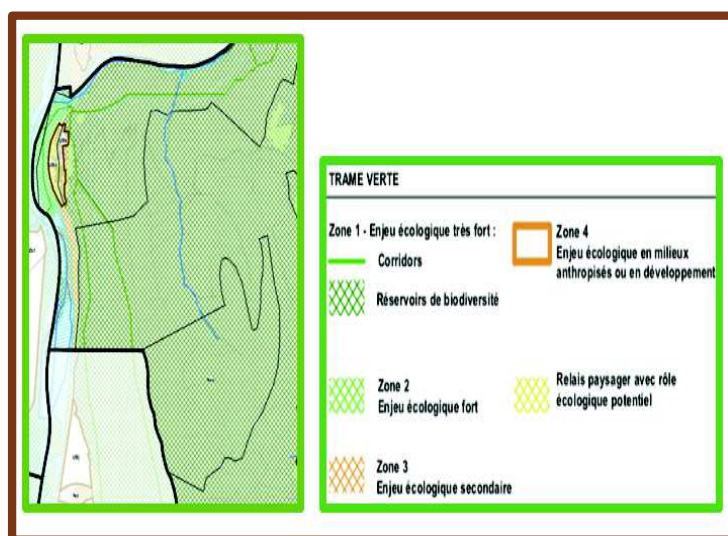 TRAME VERTE
Zone 1 - Enjeu écologique très fort :
Corridors
Réservoirs de biodiversité
Zone 2
Enjeu écologique fort
Zone 3
Enjeu écologique secondaire
Zone 4
Enjeu écologique en milieux
anthropisés ou en développement
Relais paysager avec rôle
écologique potentiel